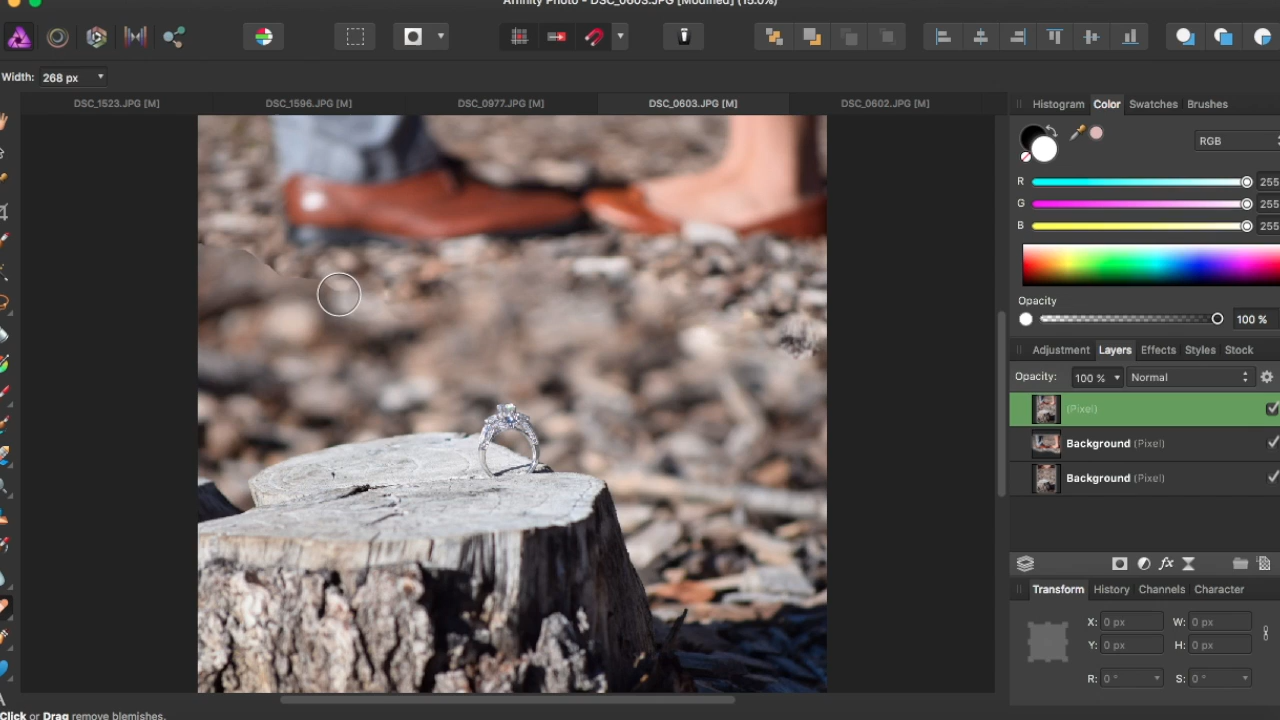 Affinity Photo - DSC_0603.JPG [Modified] (15.0%)
Width: 268 px
DSC_1523.JPG [M]
DSC_1596.JPG [M]
DSC_0977.JPG [M]
DSC_0603.JPG [M]
DSC_0602.JPG [M]
Histogram Color Swatches Brushes
RGB
R 255
G 255
B 255
Opacity
100 %
Adjustment Layers Effects Styles Stock
Opacity: 100 % Normal
(Pixel)
Background (Pixel)
Background (Pixel)
fx
Transform History Channels Character
X: 0 px W: 0 px
Y: 0 px H: 0 px
R: 0 ° S: 0 °
Click or Drag remove blemishes.